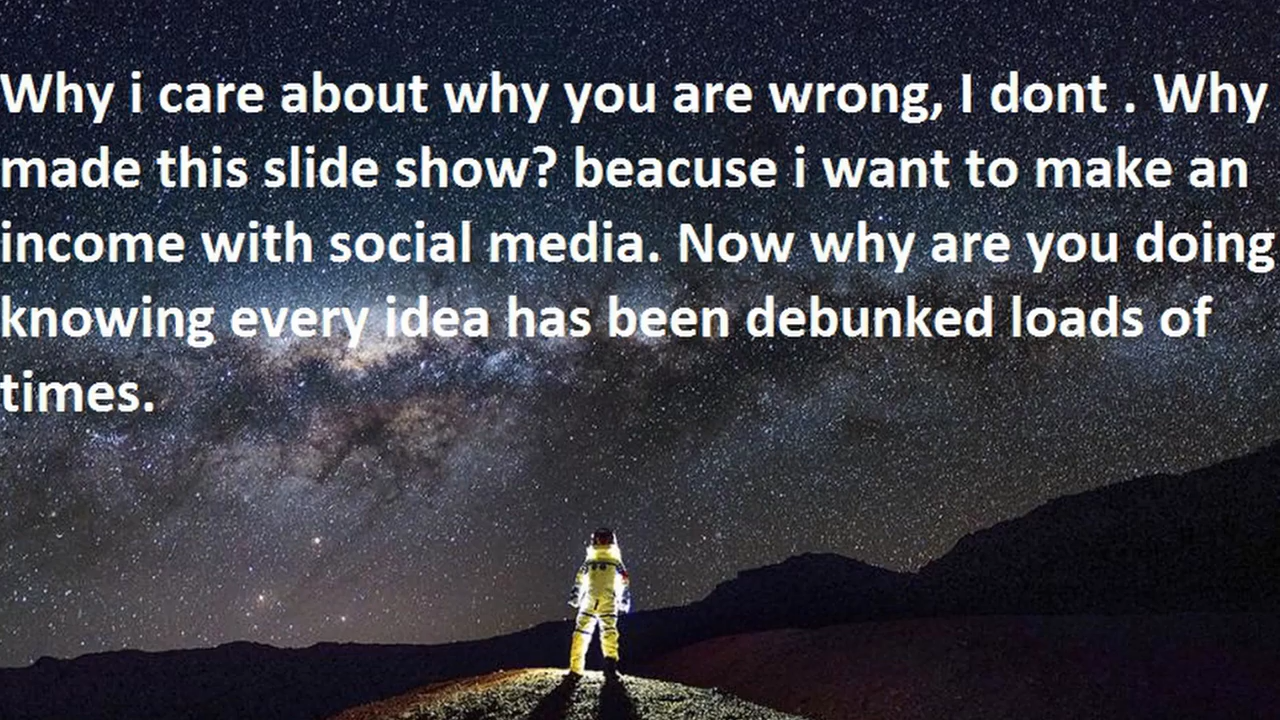 Why i care about why you are wrong, I dont . Why
made this slide show? beacuse i want to make an
income with social media. Now why are you doing
knowing every idea has been debunked loads of
times.